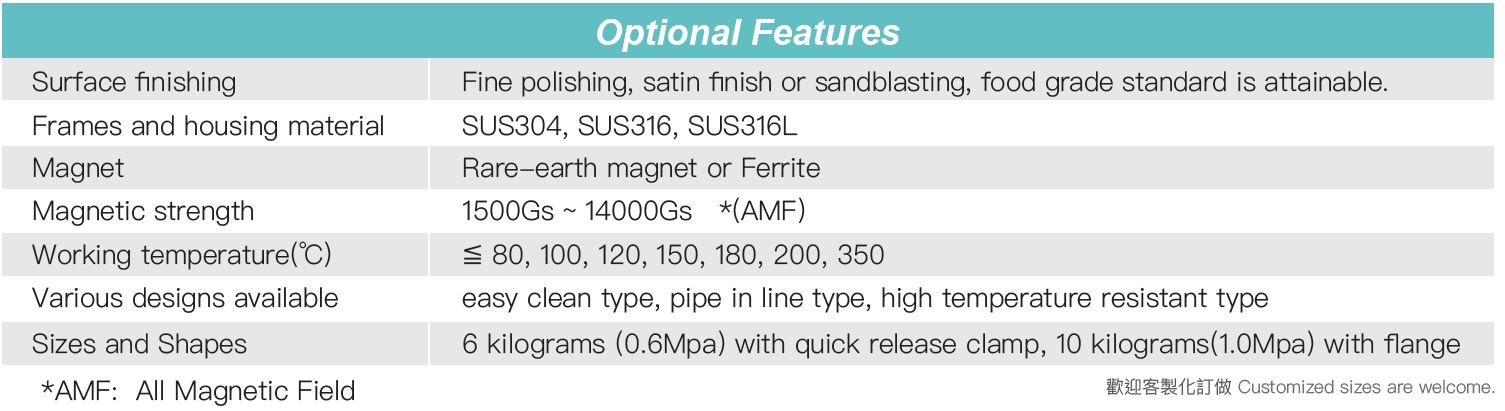 Optional Features
Surface finishing Fine polishing, satin finish or sandblasting, food grade standard is attainable.
Frames and housing material SUS304, SUS316, SUS316L
Magnet Rare-earth magnet or Ferrite
Magnetic strength 1500Gs ~ 14000Gs *(AMF)
Working temperature(℃) ≦ 80, 100, 120, 150, 180, 200, 350
Various designs available easy clean type, pipe in line type, high temperature resistant type
Sizes and Shapes 6 kilograms (0.6Mpa) with quick release clamp, 10 kilograms(1.0Mpa) with flange
*AMF: All Magnetic Field 歡迎客製化訂做 Customized sizes are welcome.